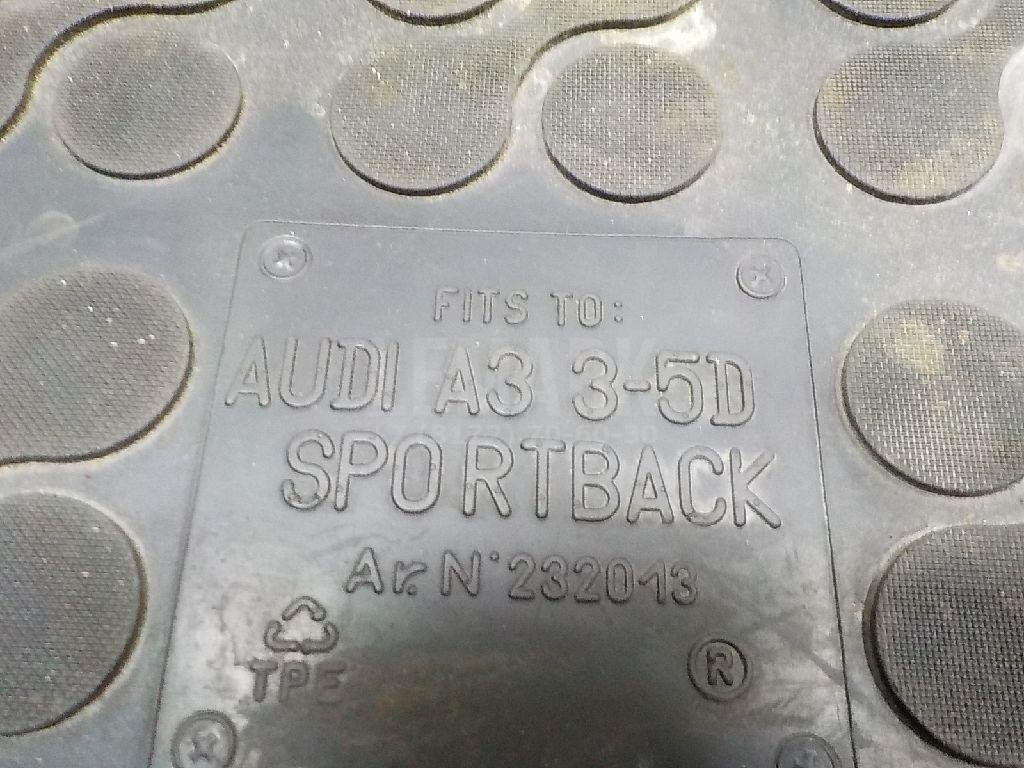 FITS TO:
AUDI A3 3-5D
SPORTBACK
Ar. N° 232013
TPE
®